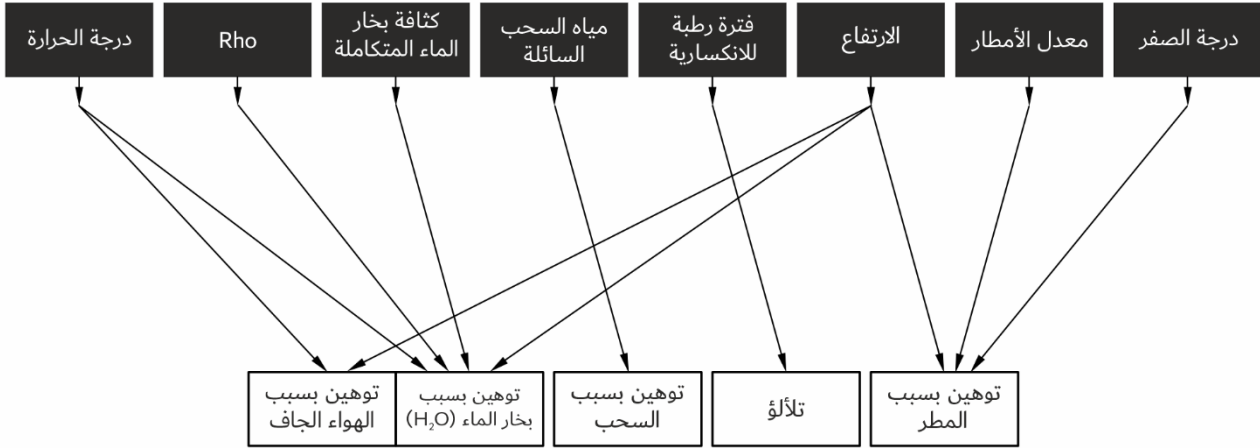 درجة الصفر
معدل الأمطار
الارتفاع
فترة رطبة
للانكسارية
مياه السحب
السائلة
كثافة بخار
الماء المتكاملة
Rho
درجة الحرارة
توهين بسبب
المطر
تلألؤ
توهين بسبب
السحب
توهين بسبب
بخار الماء (H₂O)
توهين بسبب
الهواء الجاف